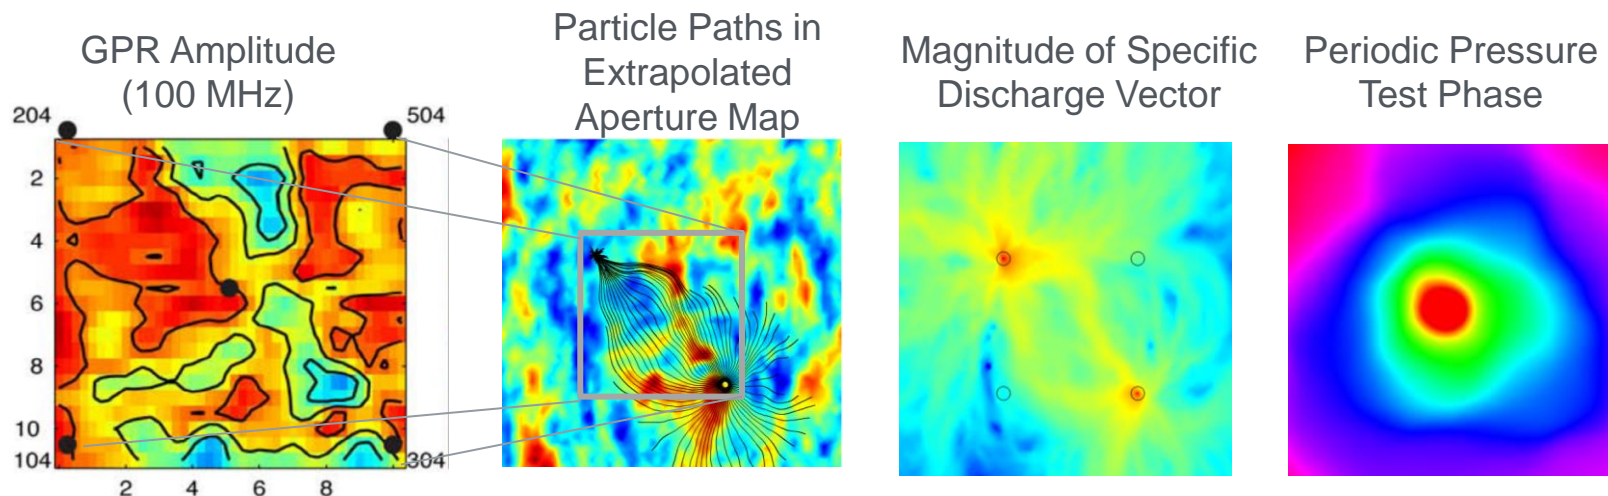 GPR Amplitude
(100 MHz)
Particle Paths in
Extrapolated
Aperture Map
Magnitude of Specific
Discharge Vector
Periodic Pressure
Test Phase
204
504
2
4
6
8
10
104
304
2
4
6
8